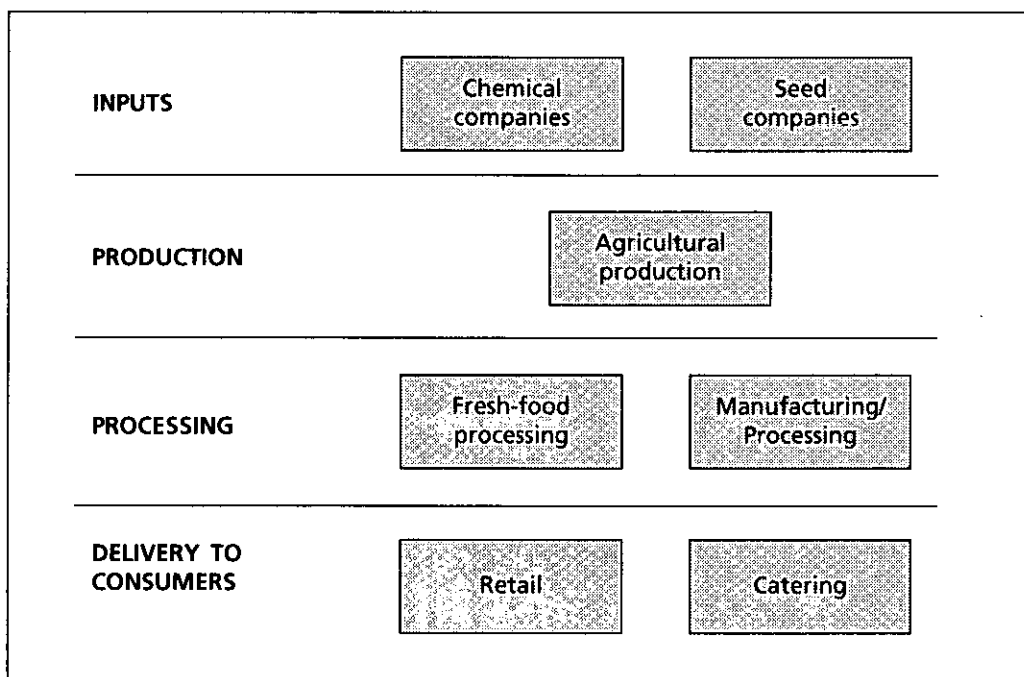 INPUTS
Chemical
companies
Seed
companies
PRODUCTION
Agricultural
production
PROCESSING
Fresh-food
processing
Manufacturing/
Processing
DELIVERY TO
CONSUMERS
Retail
Catering